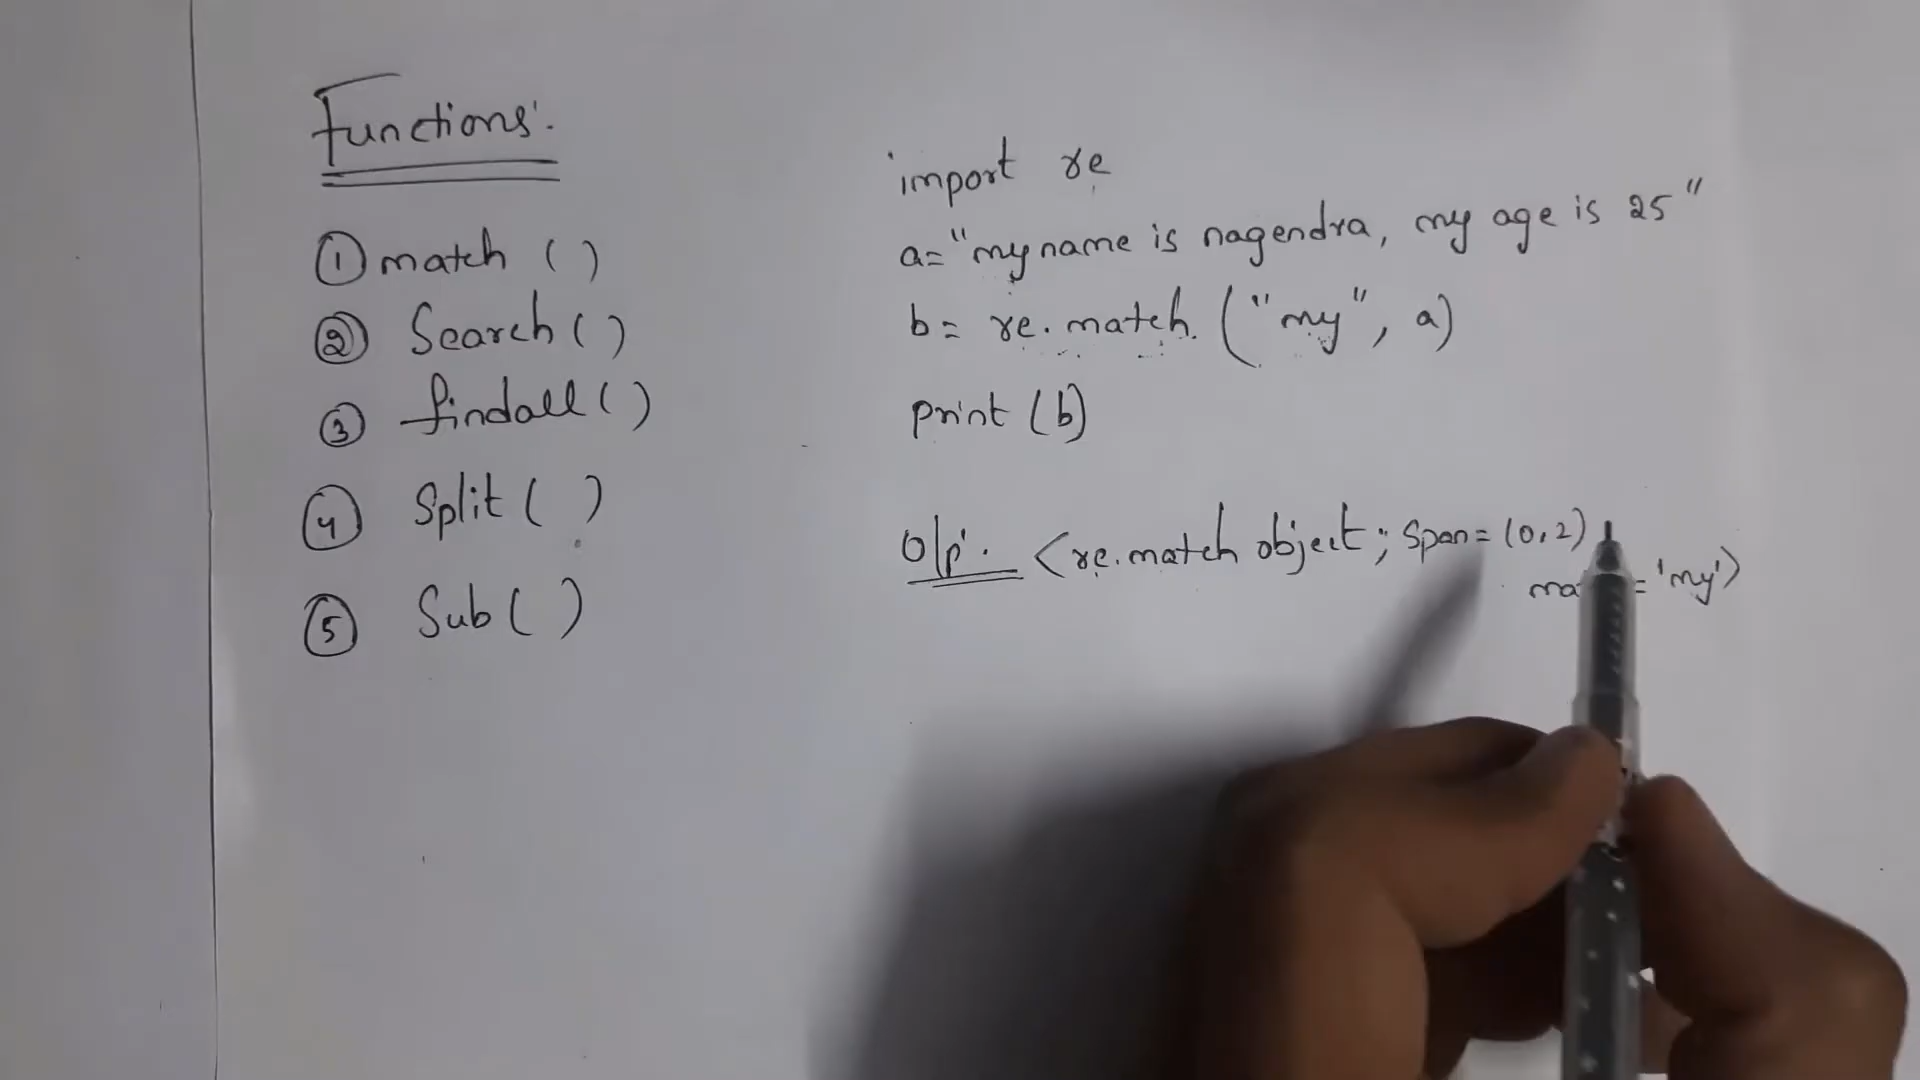 Functions:
① match ( )
② Search ( )
③ findall ( )
④ Split ( )
⑤ Sub ( )
import re
a= "my name is nagendra, my age is 25"
b= re. match. ("my", a)
print (b)
O/p: <re.match object; Span= (0,2)
= 'my'>